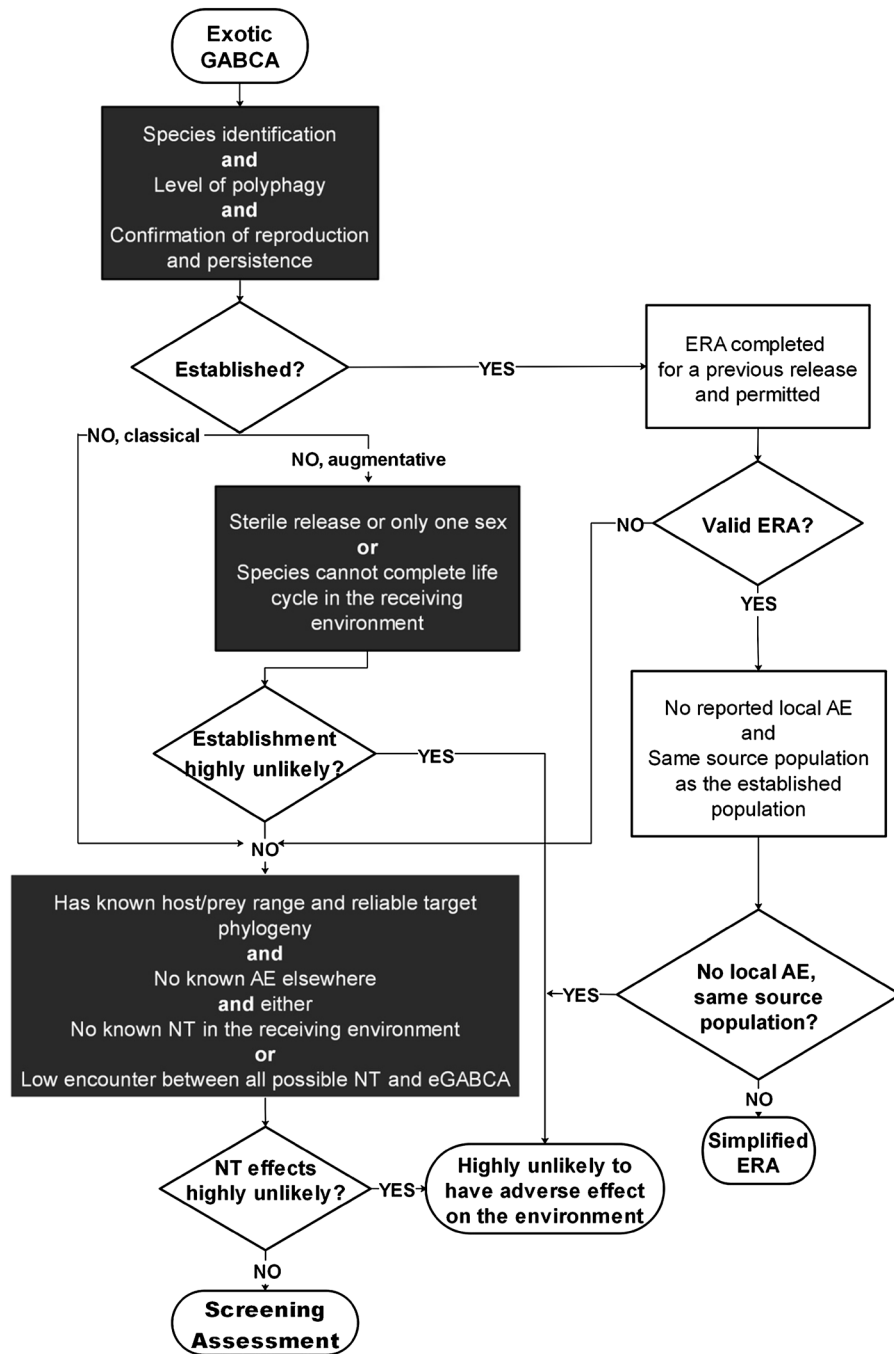 Exotic
GABCA
Species identification
and
Level of polyphagy
and
Confirmation of reproduction
and persistence
Established?
YES
ERA completed
for a previous release
and permitted
NO, classical
NO, augmentative
Sterile release or only one sex
or
Species cannot complete life
cycle in the receiving
environment
NO
Valid ERA?
YES
Establishment
highly unlikely?
YES
No reported local AE
and
Same source population
as the established
population
NO
Has known host/prey range and reliable target
phylogeny
and
No known AE elsewhere
and either
No known NT in the receiving environment
or
Low encounter between all possible NT and eGABCA
YES
No local AE,
same source
population?
NO
Simplified
ERA
NT effects
highly unlikely?
YES
Highly unlikely to
have adverse effect
on the environment
NO
Screening
Assessment